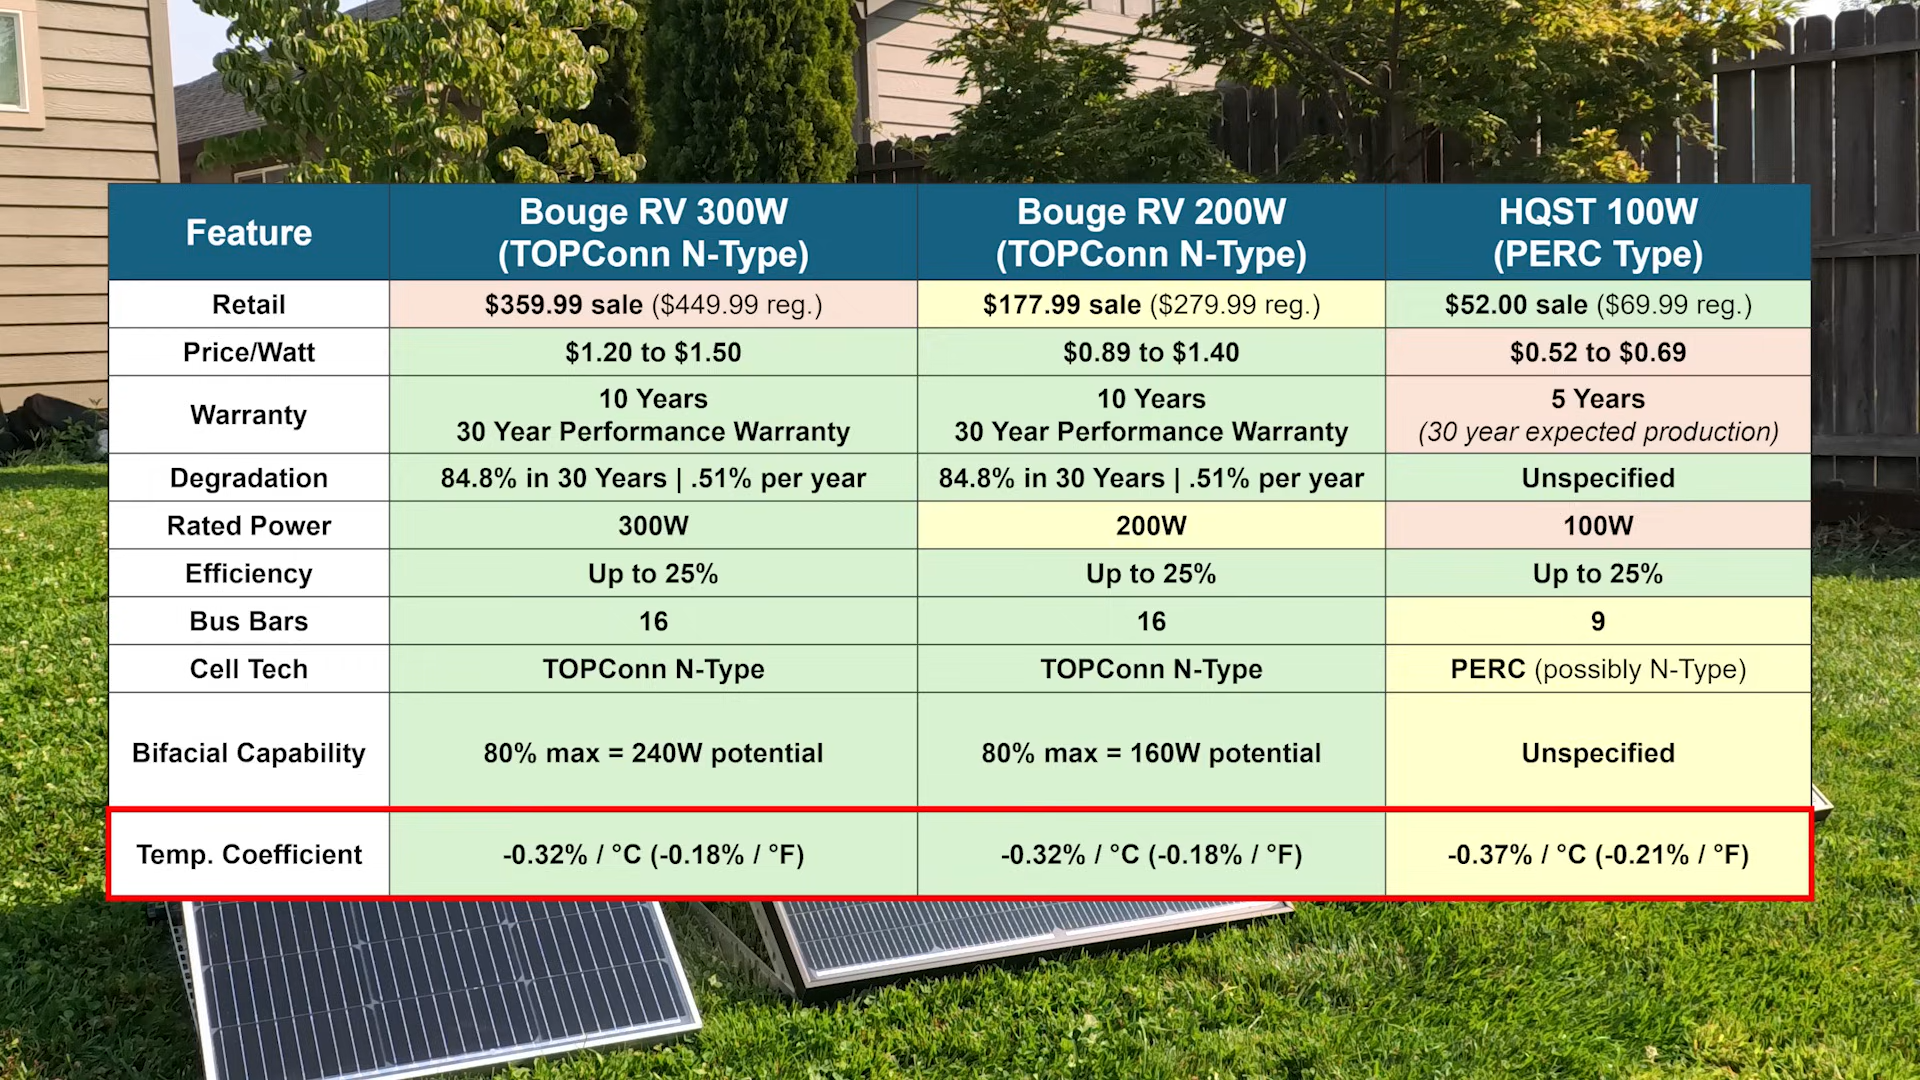 Feature
Bouge RV 300W
(TOPConn N-Type)
Bouge RV 200W
(TOPConn N-Type)
HQST 100W
(PERC Type)
Retail
$359.99 sale ($449.99 reg.)
$177.99 sale ($279.99 reg.)
$52.00 sale ($69.99 reg.)
Price/Watt
$1.20 to $1.50
$0.89 to $1.40
$0.52 to $0.69
Warranty
10 Years
30 Year Performance Warranty
10 Years
30 Year Performance Warranty
5 Years
(30 year expected production)
Degradation
84.8% in 30 Years | .51% per year
84.8% in 30 Years | .51% per year
Unspecified
Rated Power
300W
200W
100W
Efficiency
Up to 25%
Up to 25%
Up to 25%
Bus Bars
16
16
9
Cell Tech
TOPConn N-Type
TOPConn N-Type
PERC (possibly N-Type)
Bifacial Capability
80% max = 240W potential
80% max = 160W potential
Unspecified
Temp. Coefficient
-0.32% / °C (-0.18% / °F)
-0.32% / °C (-0.18% / °F)
-0.37% / °C (-0.21% / °F)